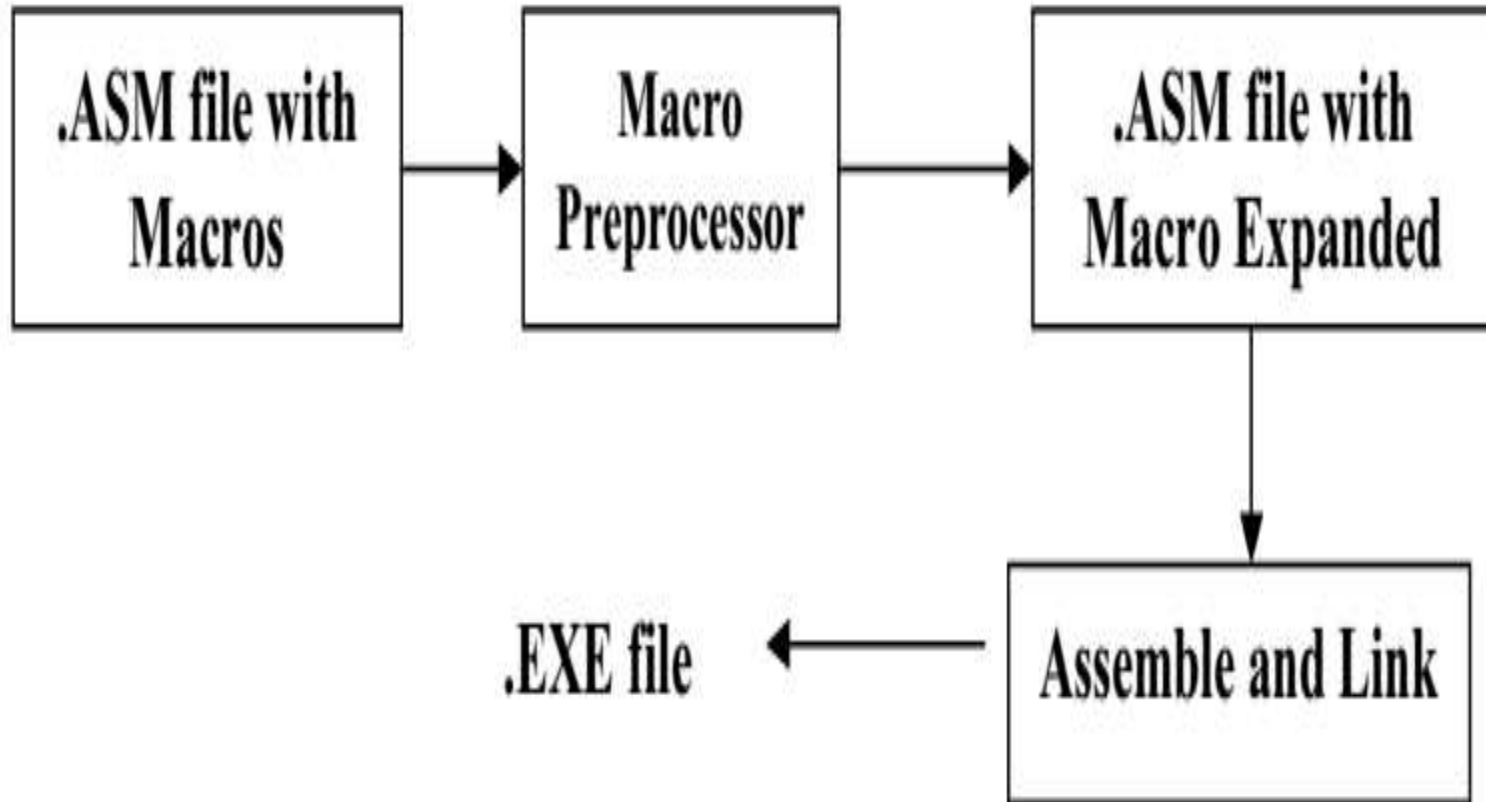 .ASM file with
Macros
Macro
Preprocessor
.ASM file with
Macro Expanded
Assemble and Link
.EXE file